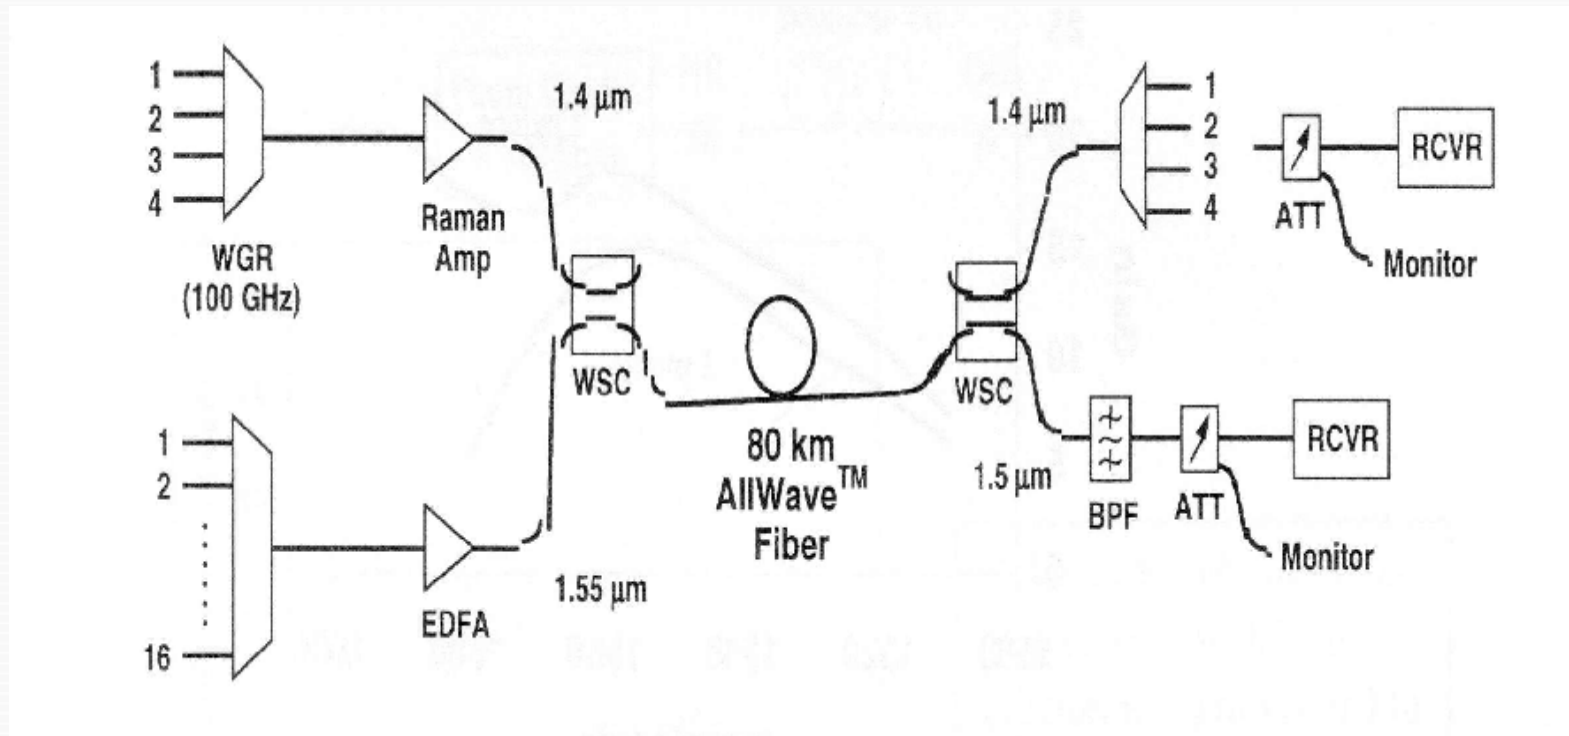 1
2
3
4
WGR
(100 GHz)
Raman
Amp
1.4 μm
WSC
1
2
16
EDFA
1.55 μm
80 km
AllWave™
Fiber
WSC
1.4 μm
1
2
3
4
ATT
RCVR
Monitor
1.5 μm
BPF
ATT
RCVR
Monitor